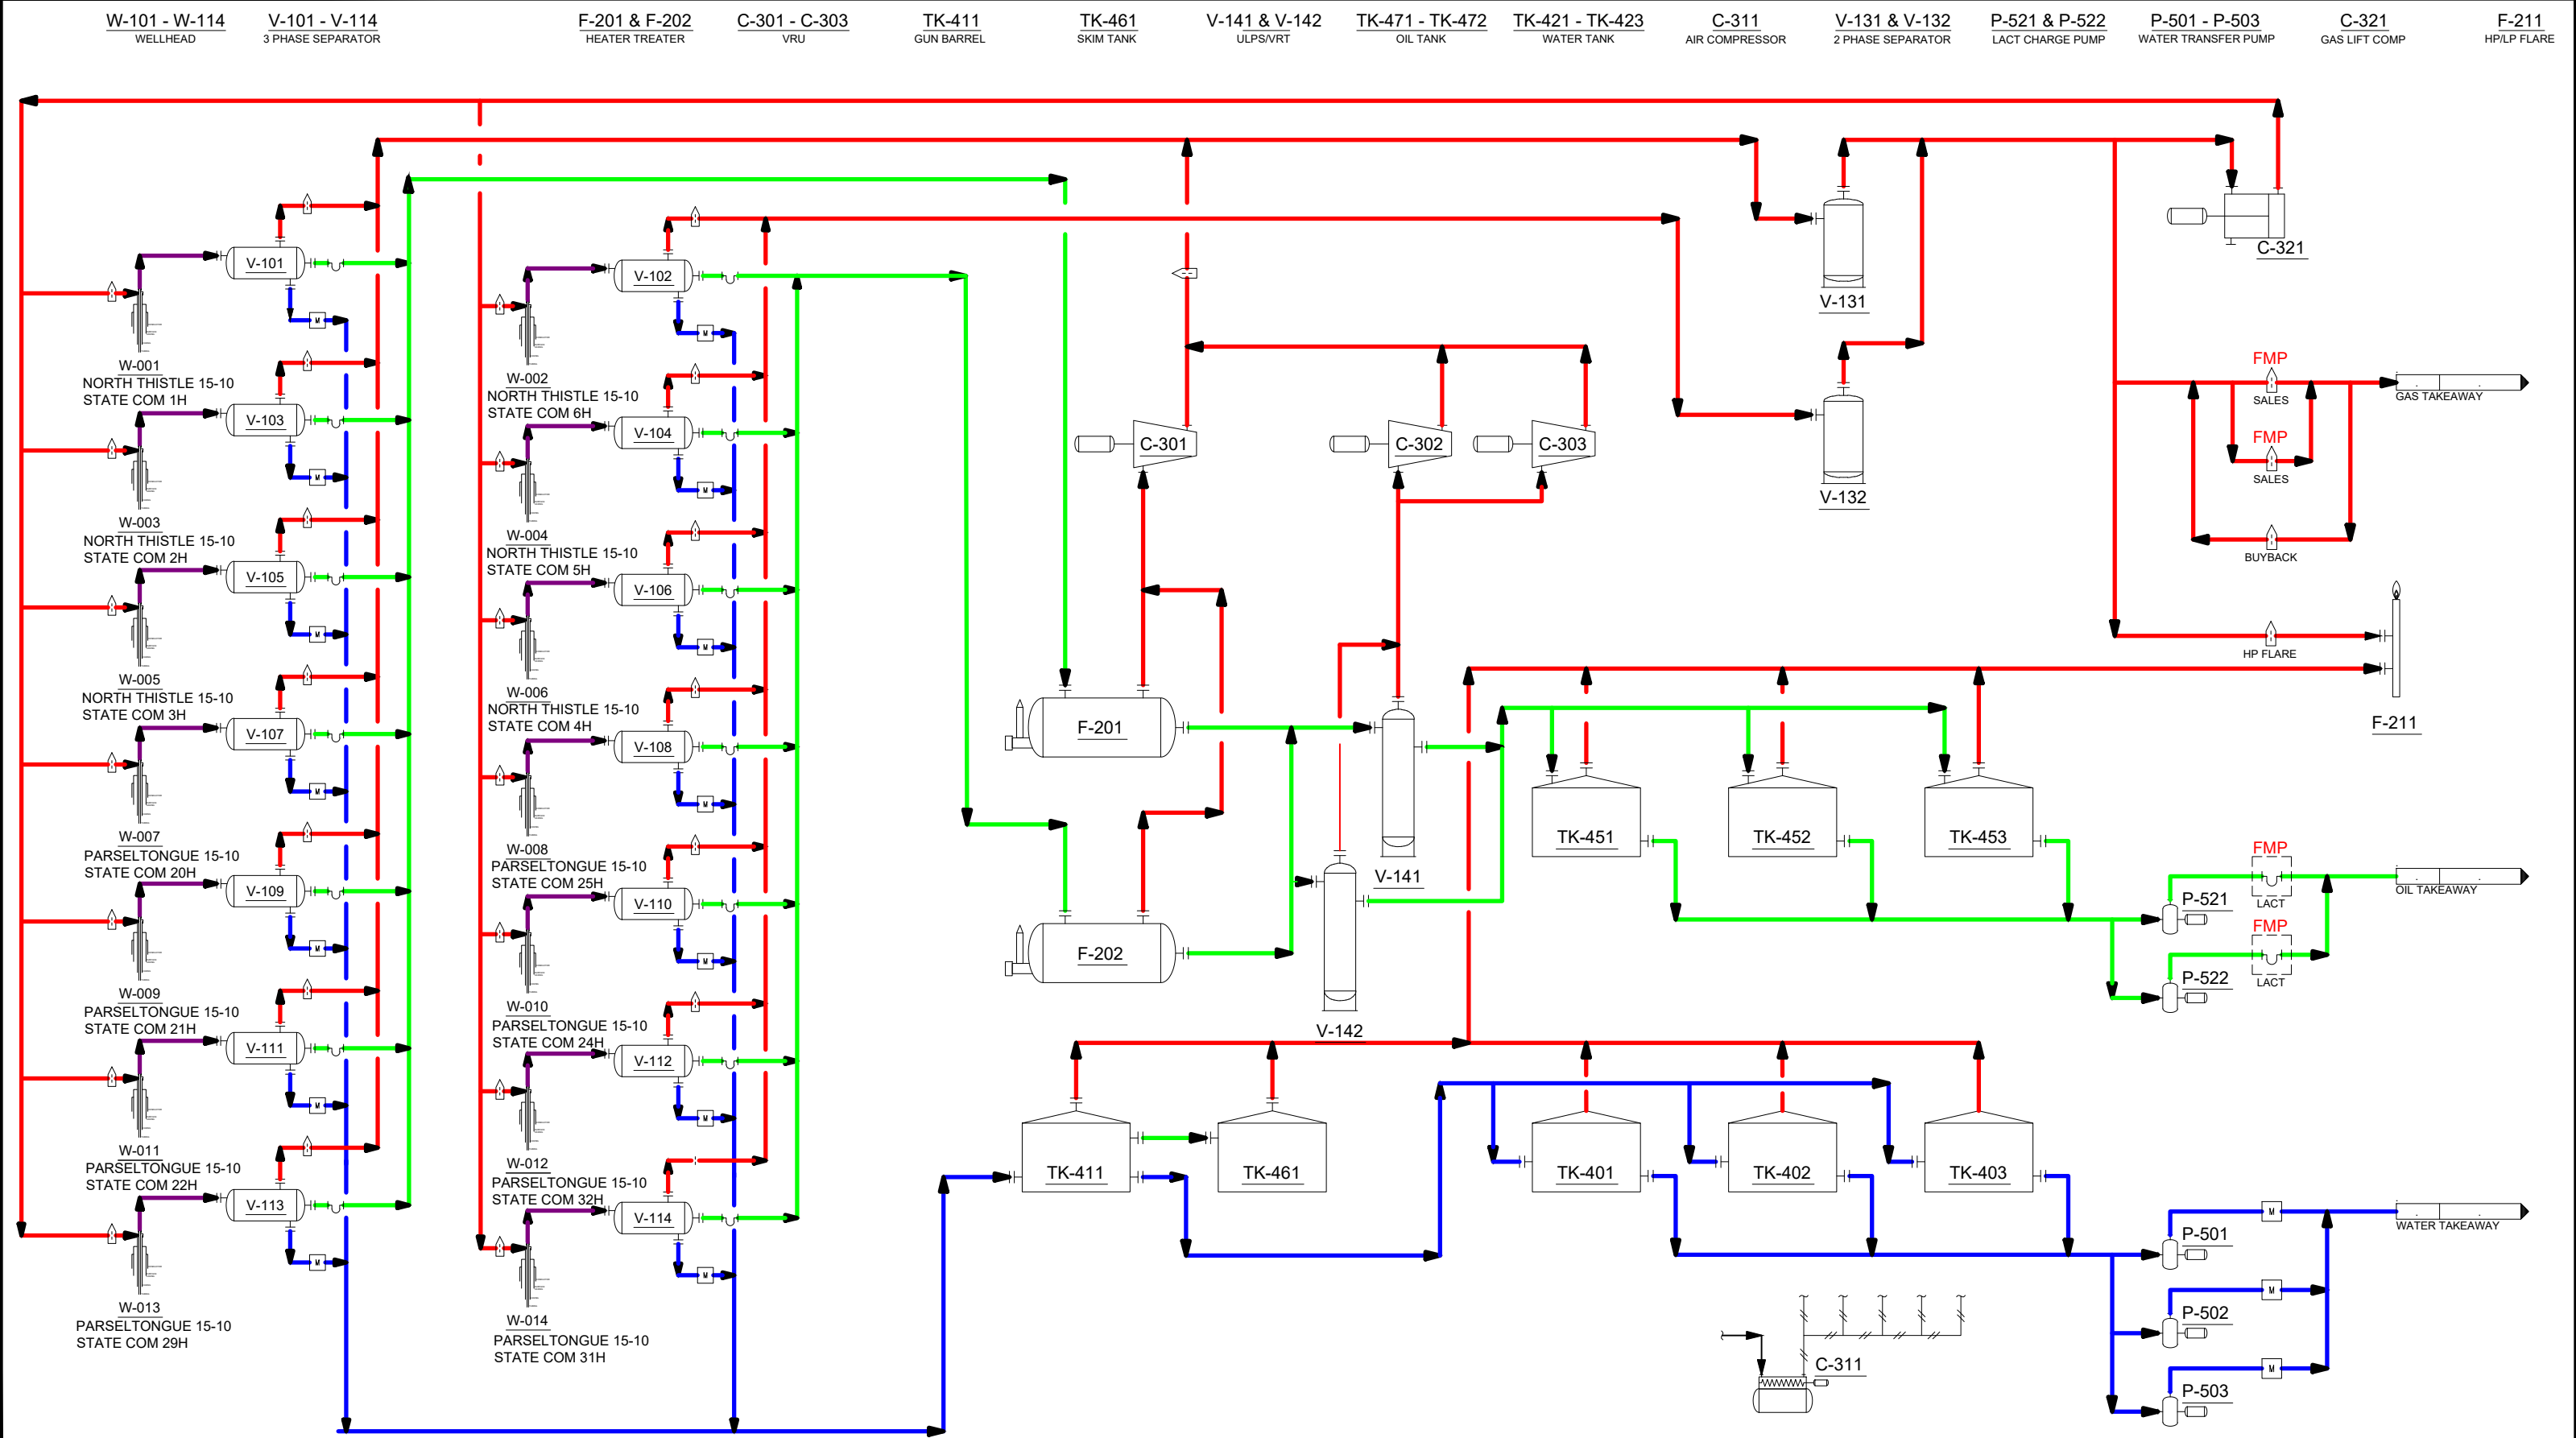 W-101 - W-114
WELLHEAD
V-101 - V-114
3 PHASE SEPARATOR
F-201 & F-202
HEATER TREATER
C-301 - C-303
VRU
TK-411
GUN BARREL
TK-461
SKIM TANK
V-141 & V-142
ULPS/VRT
TK-471 - TK-472
OIL TANK
TK-421 - TK-423
WATER TANK
C-311
AIR COMPRESSOR
V-131 & V-132
2 PHASE SEPARATOR
P-521 & P-522
LACT CHARGE PUMP
P-501 - P-503
WATER TRANSFER PUMP
C-321
GAS LIFT COMP
F-211
HP/LP FLARE
V-101
M
W-001
NORTH THISTLE 15-10
STATE COM 1H
V-103
M
W-003
NORTH THISTLE 15-10
STATE COM 2H
V-105
M
W-005
NORTH THISTLE 15-10
STATE COM 3H
V-107
M
W-007
PARSELTONGUE 15-10
STATE COM 20H
V-109
M
W-009
PARSELTONGUE 15-10
STATE COM 21H
V-111
M
W-011
PARSELTONGUE 15-10
STATE COM 22H
V-113
M
W-013
PARSELTONGUE 15-10
STATE COM 29H
V-102
M
W-002
NORTH THISTLE 15-10
STATE COM 6H
V-104
M
W-004
NORTH THISTLE 15-10
STATE COM 5H
V-106
M
W-006
NORTH THISTLE 15-10
STATE COM 4H
V-108
M
W-008
PARSELTONGUE 15-10
STATE COM 25H
V-110
M
W-010
PARSELTONGUE 15-10
STATE COM 24H
V-112
M
W-012
PARSELTONGUE 15-10
STATE COM 32H
V-114
M
W-014
PARSELTONGUE 15-10
STATE COM 31H
C-301
C-302
C-303
V-131
V-132
C-321
FMP
SALES
GAS TAKEAWAY
FMP
SALES
BUYBACK
HP FLARE
F-211
F-201
F-202
V-141
V-142
TK-451
TK-452
TK-453
FMP
LACT
OIL TAKEAWAY
P-521
FMP
LACT
P-522
TK-411
TK-461
TK-401
TK-402
TK-403
M
WATER TAKEAWAY
P-501
M
P-502
M
P-503
C-311